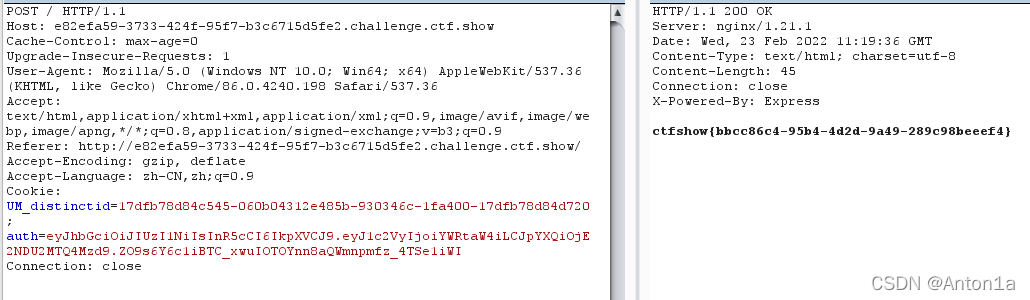 POST / HTTP/1.1
Host: e82efa59-3733-424f-95f7-b3c6715d5fe2.challenge.ctf.show
Cache-Control: max-age=0
Upgrade-Insecure-Requests: 1
User-Agent: Mozilla/5.0 (Windows NT 10.0; Win64; x64) AppleWebKit/537.36
(KHTML, like Gecko) Chrome/86.0.4240.198 Safari/537.36
Accept:
text/html,application/xhtml+xml,application/xml;q=0.9,image/avif,image/we
bp,image/apng,*/*;q=0.8,application/signed-exchange;v=b3;q=0.9
Referer: http://e82efa59-3733-424f-95f7-b3c6715d5fe2.challenge.ctf.show/
Accept-Encoding: gzip, deflate
Accept-Language: zh-CN,zh;q=0.9
Cookie:
UM_distinctid=17dfb78d84c545-060b04312e485b-930346c-1fa400-17dfb78d84d720
;
auth=eyJhbGciOiJIUzI1NiIsInR5cCI6IkpXVCJ9.eyJ1c2VyIjoiYWRtaW4iLCJpYXQiOjE
2NDU2MTQ4Mzd9.ZO9s6Y6c1iBTC_xwuIOTOYnn8aQWmnpmfz_4TSe1iWI
Connection: close
HTTP/1.1 200 OK
Server: nginx/1.21.1
Date: Wed, 23 Feb 2022 11:19:36 GMT
Content-Type: text/html; charset=utf-8
Content-Length: 45
Connection: close
X-Powered-By: Express
ctfshow{bbcc86c4-95b4-4d2d-9a49-289c98beeef4}
CSDN @Anton1a